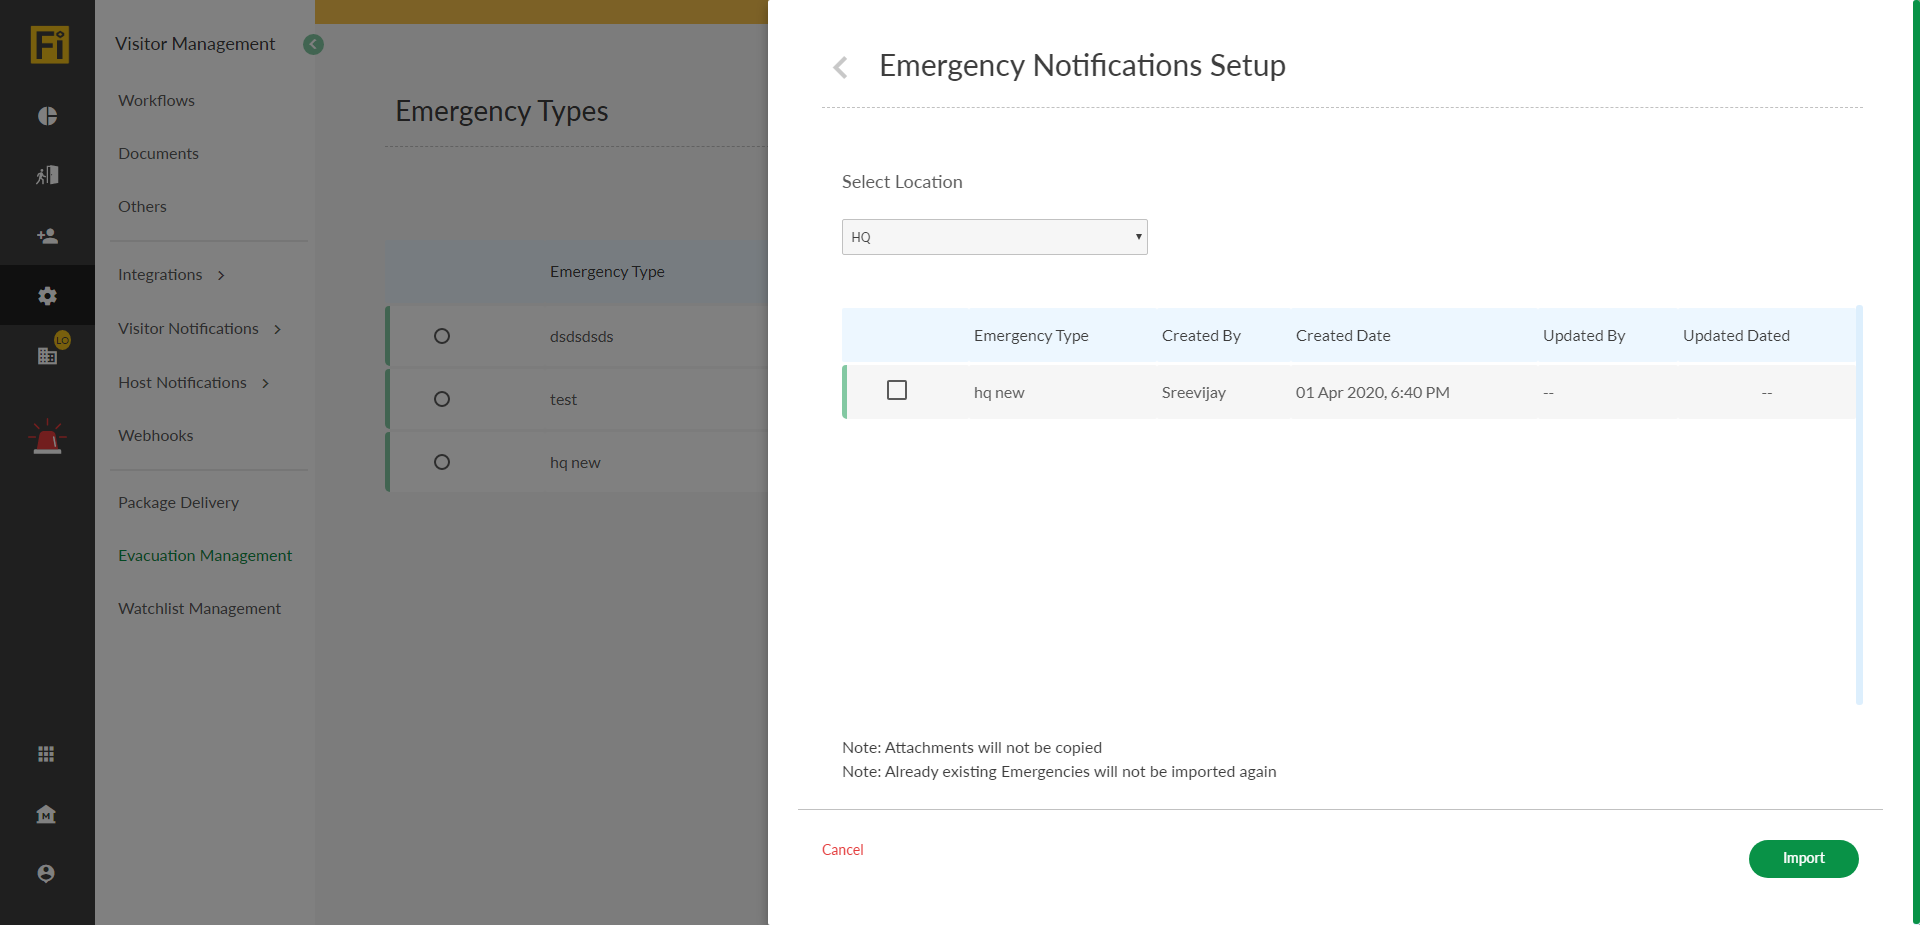 Fi
Visitor Management
Workflows
Documents
Others
Integrations
Visitor Notifications
LO
Host Notifications
Webhooks
Package Delivery
Evacuation Management
Watchlist Management
M
Emergency Types
Emergency Type
dsdsdsds
test
hq new
Emergency Notifications Setup
Select Location
HQ
Emergency Type Created By Created Date Updated By Updated Dated
hq new Sreevijay 01 Apr 2020, 6:40 PM -- --
Note: Attachments will not be copied
Note: Already existing Emergencies will not be imported again
Cancel
Import